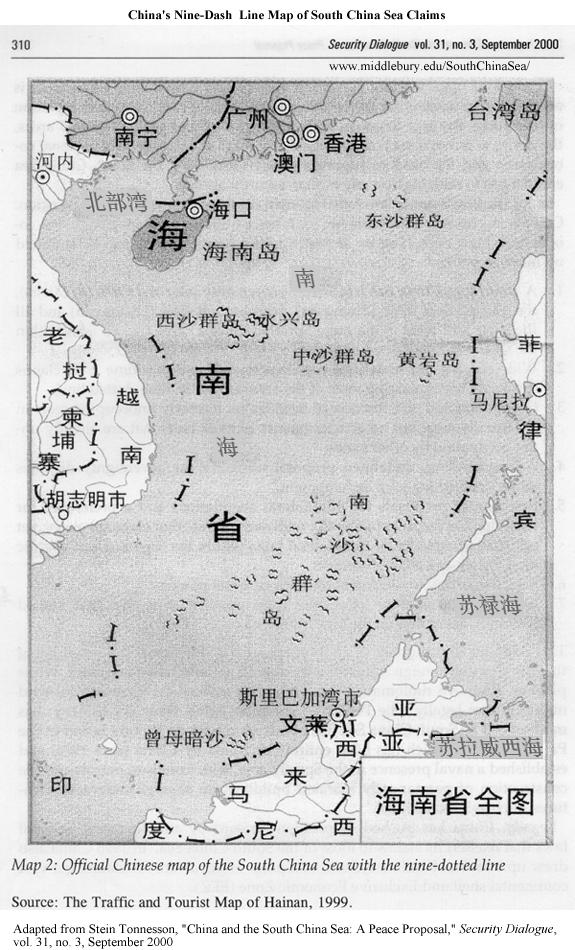 China's Nine-Dash Line Map of South China Sea Claims
310
Security Dialogue vol. 31, no. 3, September 2000
www.middlebury.edu/SouthChinaSea/
台湾岛
广州
南宁
香港
澳门
河内
北部湾
海口
东沙群岛
海
海南岛
南
西沙群岛
永兴岛
中沙群岛
黄岩岛
菲
老
挝
南
马尼拉
越
柬
律
埔
海
南
寨
胡志明市
南
宾
省
沙
群
岛
苏禄海
斯里巴加湾市
文莱
亚
西
亚
苏拉威西海
曾母暗沙
来
印
马
海南省全图
度
尼
西
Map 2: Official Chinese map of the South China Sea with the nine-dotted line
Source: The Traffic and Tourist Map of Hainan, 1999.
Adapted from Stein Tonnesson, "China and the South China Sea: A Peace Proposal," Security Dialogue,
vol. 31, no. 3, September 2000